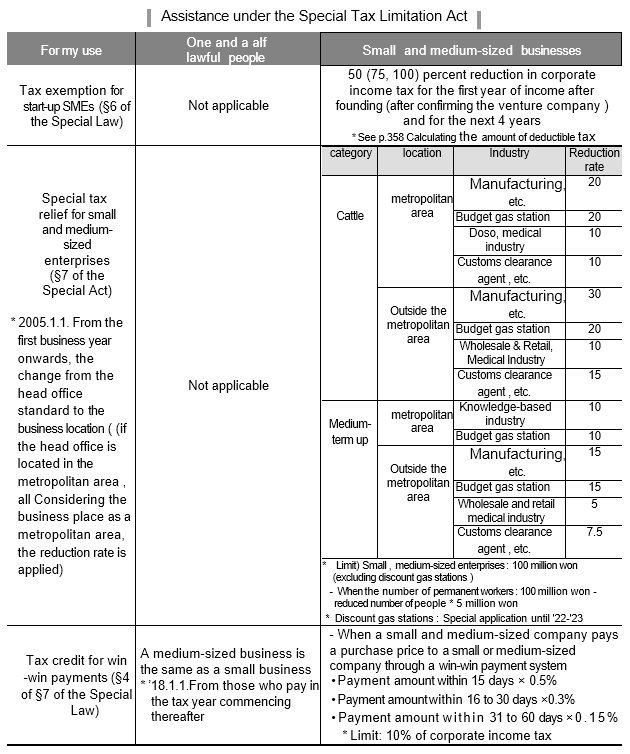 Assistance under the Special Tax Limitation Act
For my use
One and a alf
lawful people
Small and medium-sized businesses
Tax exemption for
start-up SMEs (§6 of
the Special Law)
Not applicable
50 (75, 100) percent reduction in corporate
income tax for the first year of income after
founding (after confirming the venture company )
and for the next 4 years
* See p.358 Calculating the amount of deductible tax
Special tax
relief for small
and medium-
sized
enterprises
(§7 of the
Special Act)
* 2005.1.1. From the
first business year
onwards, the
change from the
head office
standard to the
business location ( (if
the head office is
located in the
metropolitan area ,
all Considering the
business place as a
metropolitan area,
the reduction rate is
applied)
Not applicable
category location Industry Reduction
rate
Cattle
metropolitan
area
Manufacturing,
etc.
20
Budget gas station 20
Doso, medical
industry
10
Customs clearance
agent , etc.
10
Outside the
metropolitan
area
Manufacturing,
etc.
30
Budget gas station 20
Wholesale & Retail,
Medical Industry
10
Customs clearance
agent , etc.
15
Medium-
term up
metropolitan
area
Knowledge-based
industry
10
Budget gas station 10
Outside the
metropolitan
area
Manufacturing,
etc.
15
Budget gas station 15
Wholesale and retail
medical industry
5
Customs clearance
agent , etc.
7.5
* Limit) Small , medium-sized enterprises : 100 million won
(excluding discount gas stations )
- When the number of permanent workers : 100 million won -
reduced number of people * 5 million won
* Discount gas stations : Special application until '22-'23
Tax credit for win
-win payments (§4
of §7 of the Special
Law)
A medium-sized business is
the same as a small business
* '18.1.1.From those who pay in
the tax year commencing
thereafter
- When a small and medium-sized company pays
a purchase price to a small or medium-sized
company through a win-win payment system
• Payment amount within 15 days × 0.5%
• Payment amount within 16 to 30 days ×0.3%
• Payment amount within 31 to 60 days ×0.15%
* Limit: 10% of corporate income tax